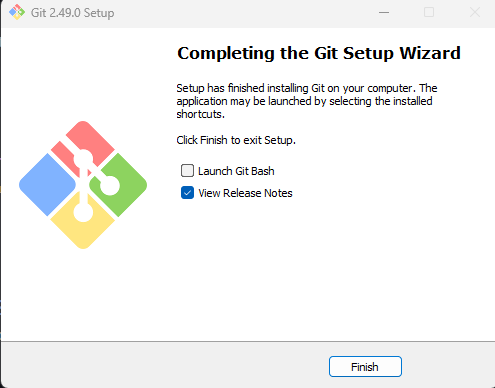 Git 2.49.0 Setup
Completing the Git Setup Wizard
Setup has finished installing Git on your computer. The
application may be launched by selecting the installed
shortcuts.
Click Finish to exit Setup.
Launch Git Bash
View Release Notes
Finish